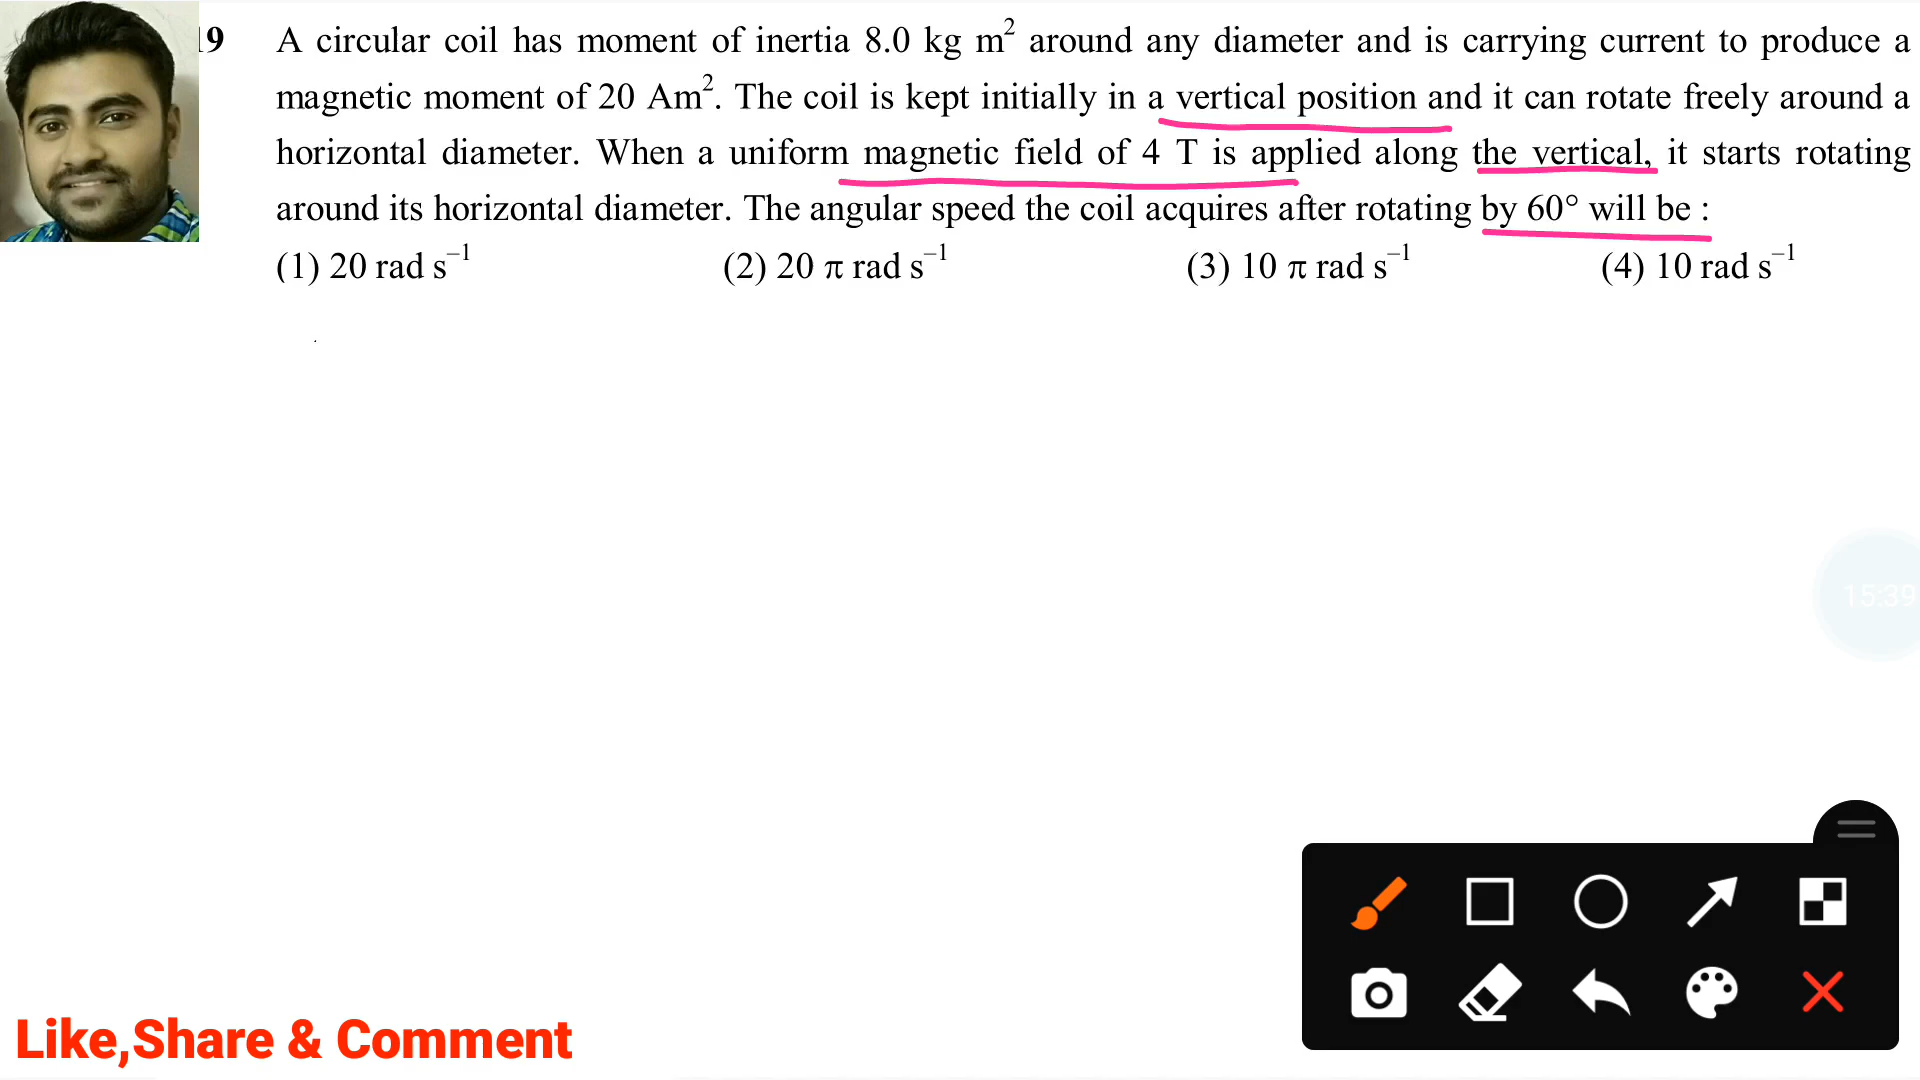 19 A circular coil has moment of inertia 8.0 kg m² around any diameter and is carrying current to produce a
magnetic moment of 20 Am². The coil is kept initially in a vertical position and it can rotate freely around a
horizontal diameter. When a uniform magnetic field of 4 T is applied along the vertical, it starts rotating
around its horizontal diameter. The angular speed the coil acquires after rotating by 60° will be :
(1) 20 rad s⁻¹ (2) 20 π rad s⁻¹ (3) 10 π rad s⁻¹ (4) 10 rad s⁻¹
15:39
Like,Share & Comment